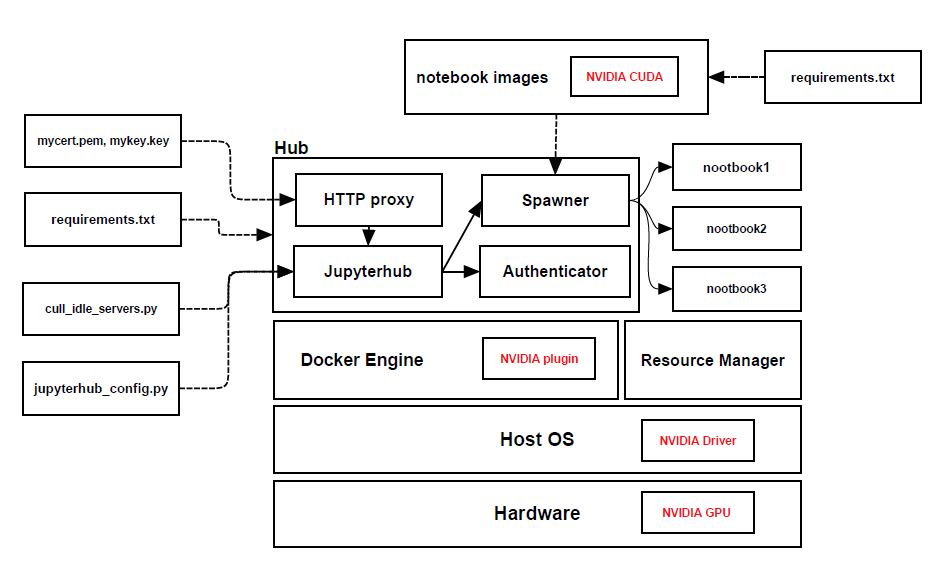 notebook images
NVIDIA CUDA
requirements.txt
mycert.pem, mykey.key
Hub
HTTP proxy
Spawner
nootbook1
requirements.txt
nootbook2
Jupyterhub
Authenticator
nootbook3
cull_idle_servers.py
Docker Engine
NVIDIA plugin
Resource Manager
jupyterhub_config.py
Host OS
NVIDIA Driver
Hardware
NVIDIA GPU